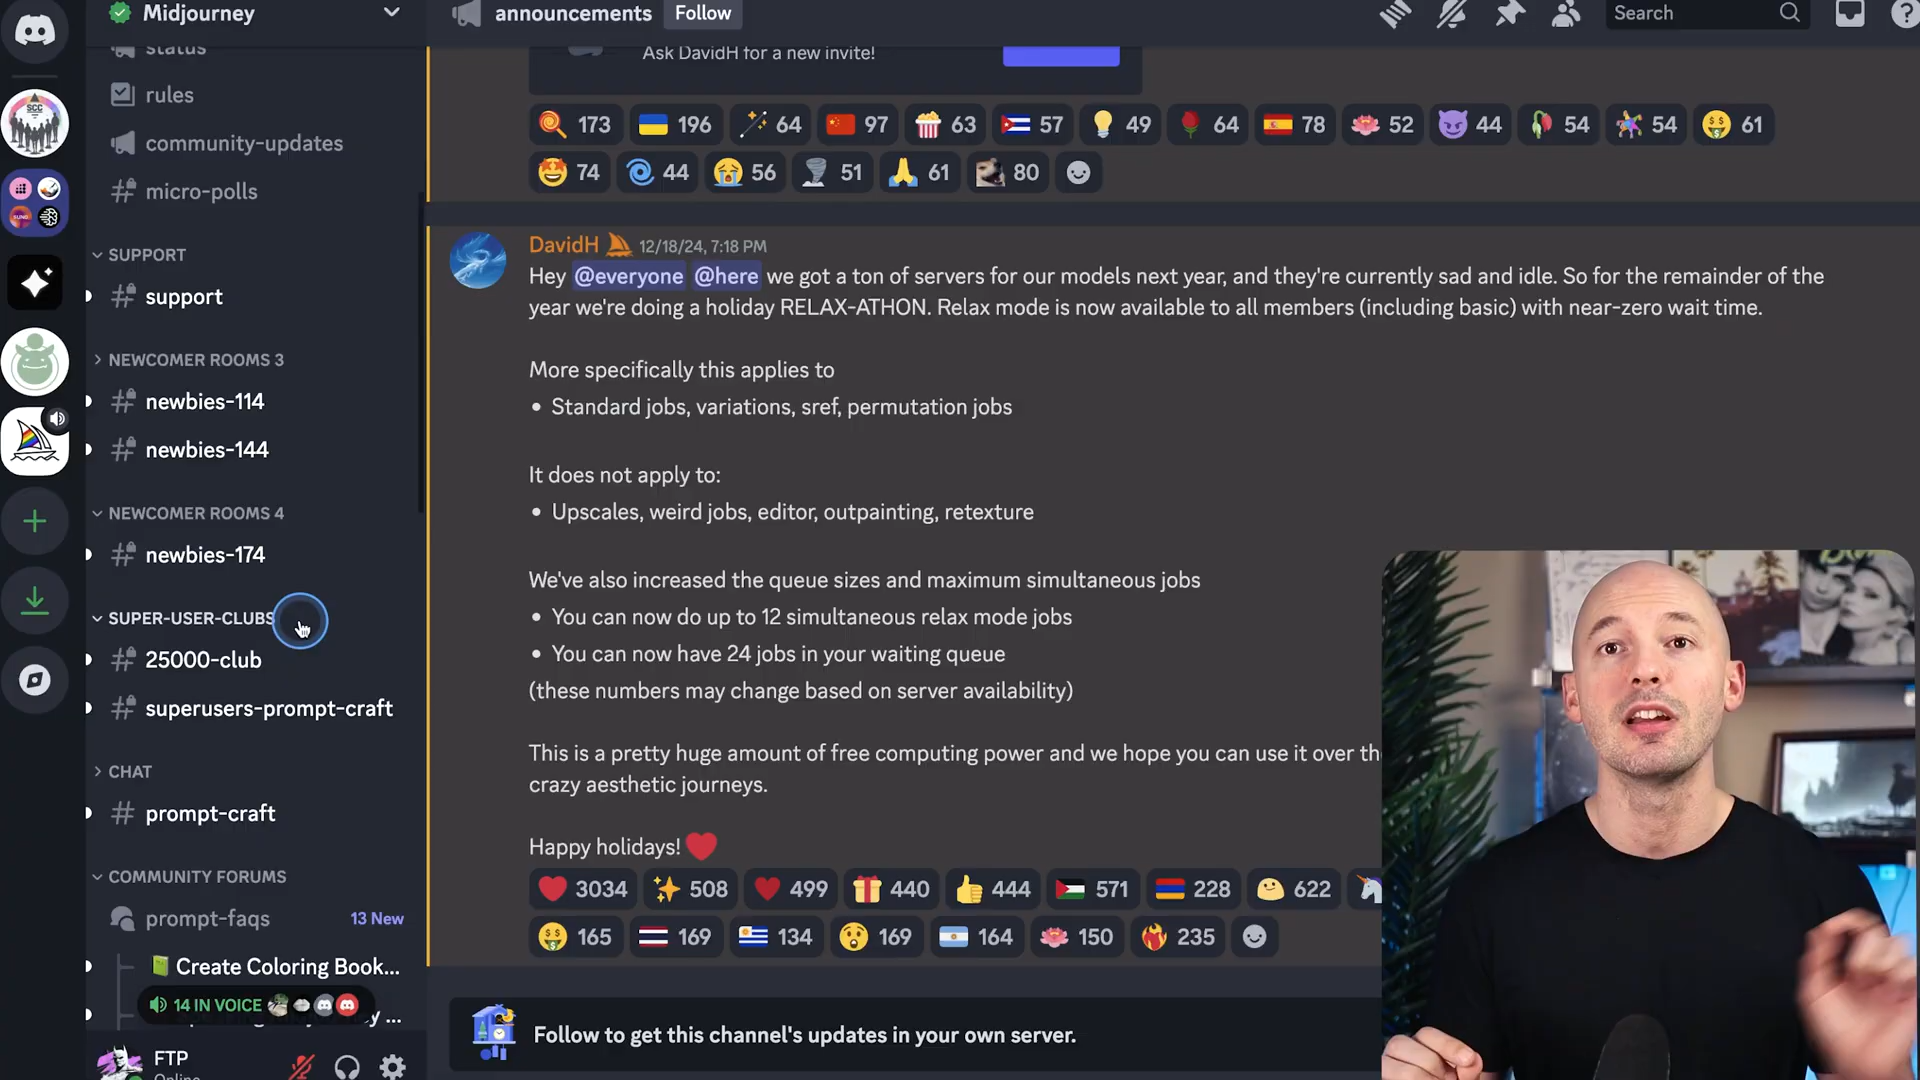 Midjourney
announcements
Follow
Search
status
rules
community-updates
micro-polls
SUPPORT
support
NEWCOMER ROOMS 3
newbies-114
newbies-144
NEWCOMER ROOMS 4
newbies-174
SUPER-USER-CLUBS
25000-club
superusers-prompt-craft
CHAT
prompt-craft
COMMUNITY FORUMS
prompt-faqs 13 New
Create Coloring Book...
14 IN VOICE
FTP
Online
SCC
Ask DavidH for a new invite!
173 196 64 97 63 57 49 64 78 52 44 54 54 61
74 44 56 51 61 80
DavidH 12/18/24, 7:18 PM
Hey @everyone @here we got a ton of servers for our models next year, and they're currently sad and idle. So for the remainder of the
year we're doing a holiday RELAX-ATHON. Relax mode is now available to all members (including basic) with near-zero wait time.
More specifically this applies to
• Standard jobs, variations, sref, permutation jobs
It does not apply to:
• Upscales, weird jobs, editor, outpainting, retexture
We've also increased the queue sizes and maximum simultaneous jobs
• You can now do up to 12 simultaneous relax mode jobs
• You can now have 24 jobs in your waiting queue
(these numbers may change based on server availability)
This is a pretty huge amount of free computing power and we hope you can use it over
crazy aesthetic journeys.
Happy holidays!
3034 508 499 440 444 571 228 622
165 169 134 169 164 150 235
Follow to get this channel's updates in your own server.